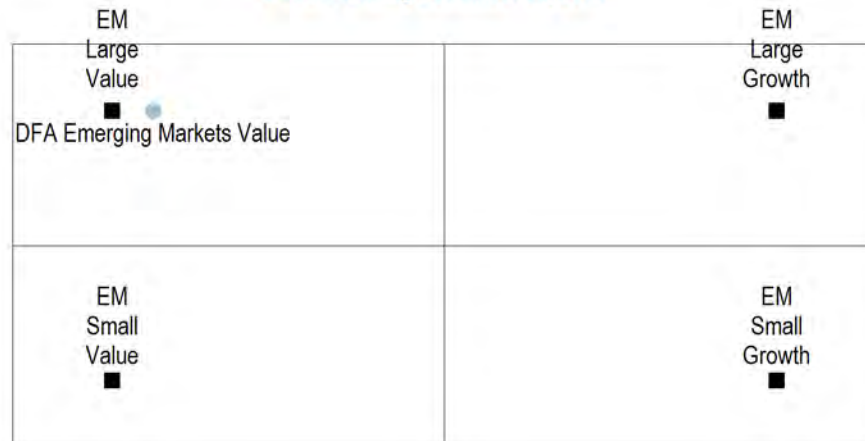 EM
Large
Value
EM
Large
Growth
DFA Emerging Markets Value
EM
Small
Value
EM
Small
Growth